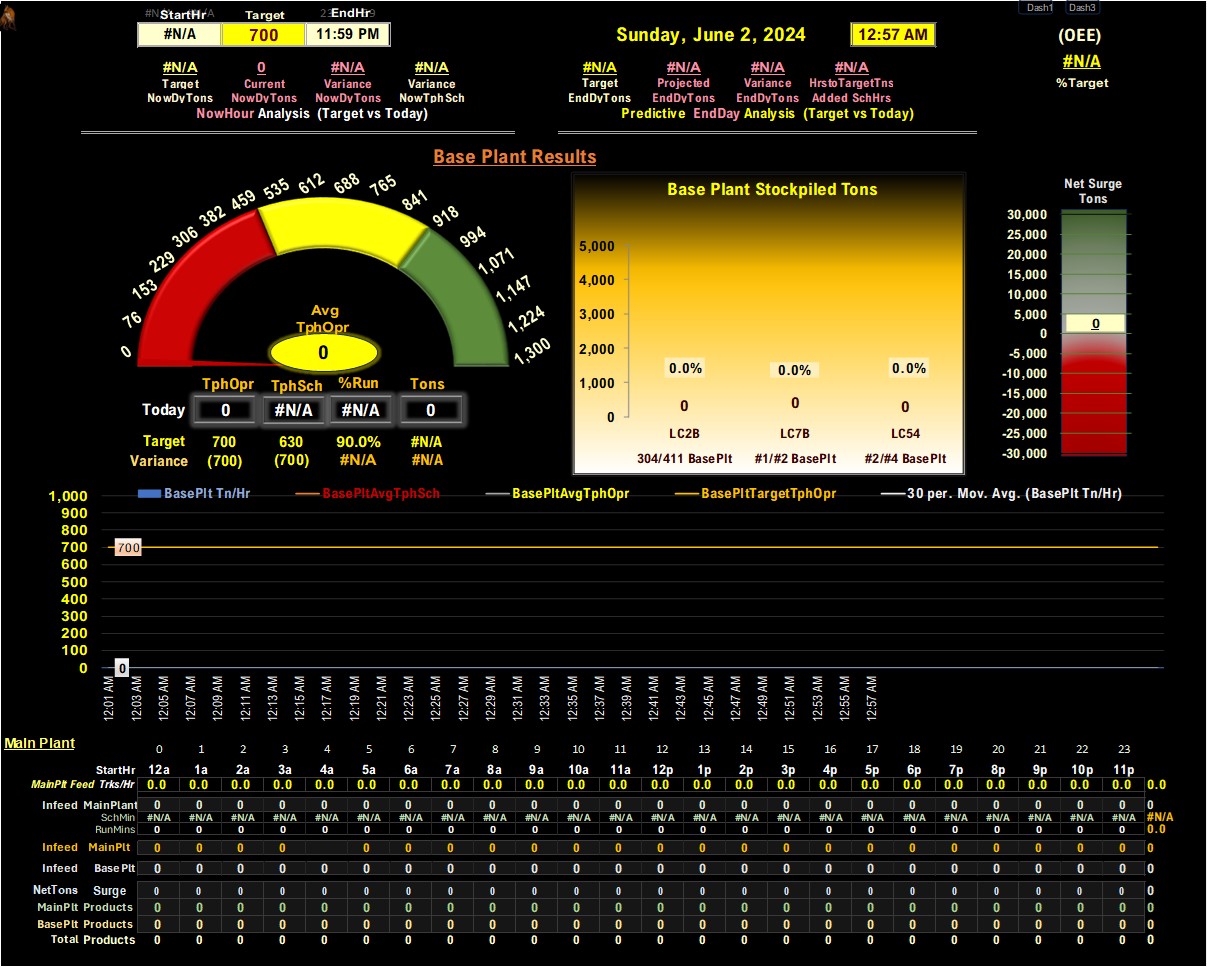 StartHr Target EndHr Dash1 Dash3
#N/A 700 11:59 PM Sunday, June 2, 2024 12:57 AM (OEE)
#N/A 0 #N/A #N/A #N/A #N/A #N/A #N/A #N/A
Target Current Variance Variance Target Projected Variance HrstoTargetTns %Target
NowDyTons NowDyTons NowDyTons NowTphSch EndDyTons EndDyTons EndDyTons Added SchHrs
NowHour Analysis (Target vs Today) Predictive EndDay Analysis (Target vs Today)
Base Plant Results
0 76 153 229 306 382 459 535 612 688 765 841 918 994 1,071 1,147 1,224 1,300
Avg
TphOpr
0
TphOpr TphSch %Run Tons
Today 0 #N/A #N/A 0
Target 700 630 90.0% #N/A
Variance (700) (700) #N/A #N/A
Base Plant Stockpiled Tons
5,000
4,000
3,000
2,000
1,000
0
0.0% 0.0% 0.0%
0 0 0
LC2B LC7B LC54
304/411 BasePlt #1/#2 BasePlt #2/#4 BasePlt
Net Surge
Tons
30,000
25,000
20,000
15,000
10,000
5,000
0
0
-5,000
-10,000
-15,000
-20,000
-25,000
-30,000
BasePlt Tn/Hr BasePltAvgTphSch BasePltAvgTphOpr BasePltTargetTphOpr 30 per. Mov. Avg. (BasePlt Tn/Hr)
1,000
900
800
700 700
600
500
400
300
200
100
0 0
12:01 AM 12:03 AM 12:05 AM 12:07 AM 12:09 AM 12:11 AM 12:13 AM 12:15 AM 12:17 AM 12:19 AM 12:21 AM 12:23 AM 12:25 AM 12:27 AM 12:29 AM 12:31 AM 12:33 AM 12:35 AM 12:37 AM 12:39 AM 12:41 AM 12:43 AM 12:45 AM 12:47 AM 12:49 AM 12:51 AM 12:53 AM 12:55 AM 12:57 AM
Main Plant
0 1 2 3 4 5 6 7 8 9 10 11 12 13 14 15 16 17 18 19 20 21 22 23
StartHr 12a 1a 2a 3a 4a 5a 6a 7a 8a 9a 10a 11a 12p 1p 2p 3p 4p 5p 6p 7p 8p 9p 10p 11p
MainPlt Feed Trks/Hr 0.0 0.0 0.0 0.0 0.0 0.0 0.0 0.0 0.0 0.0 0.0 0.0 0.0 0.0 0.0 0.0 0.0 0.0 0.0 0.0 0.0 0.0 0.0 0.0 0.0
Infeed MainPlant 0 0 0 0 0 0 0 0 0 0 0 0 0 0 0 0 0 0 0 0 0 0 0 0 0
SchMin #N/A #N/A #N/A #N/A #N/A #N/A #N/A #N/A #N/A #N/A #N/A #N/A #N/A #N/A #N/A #N/A #N/A #N/A #N/A #N/A #N/A #N/A #N/A #N/A #N/A
RunMins 0 0 0 0 0 0 0 0 0 0 0 0 0 0 0 0 0 0 0 0 0 0 0 0 0.0
Infeed MainPlt 0 0 0 0 0 0 0 0 0 0 0 0 0 0 0 0 0 0 0 0 0 0 0 0
Infeed BasePlt 0 0 0 0 0 0 0 0 0 0 0 0 0 0 0 0 0 0 0 0 0 0 0 0 0
NetTons Surge 0 0 0 0 0 0 0 0 0 0 0 0 0 0 0 0 0 0 0 0 0 0 0 0 0
MainPlt Products 0 0 0 0 0 0 0 0 0 0 0 0 0 0 0 0 0 0 0 0 0 0 0 0 0
BasePlt Products 0 0 0 0 0 0 0 0 0 0 0 0 0 0 0 0 0 0 0 0 0 0 0 0 0
Total Products 0 0 0 0 0 0 0 0 0 0 0 0 0 0 0 0 0 0 0 0 0 0 0 0 0